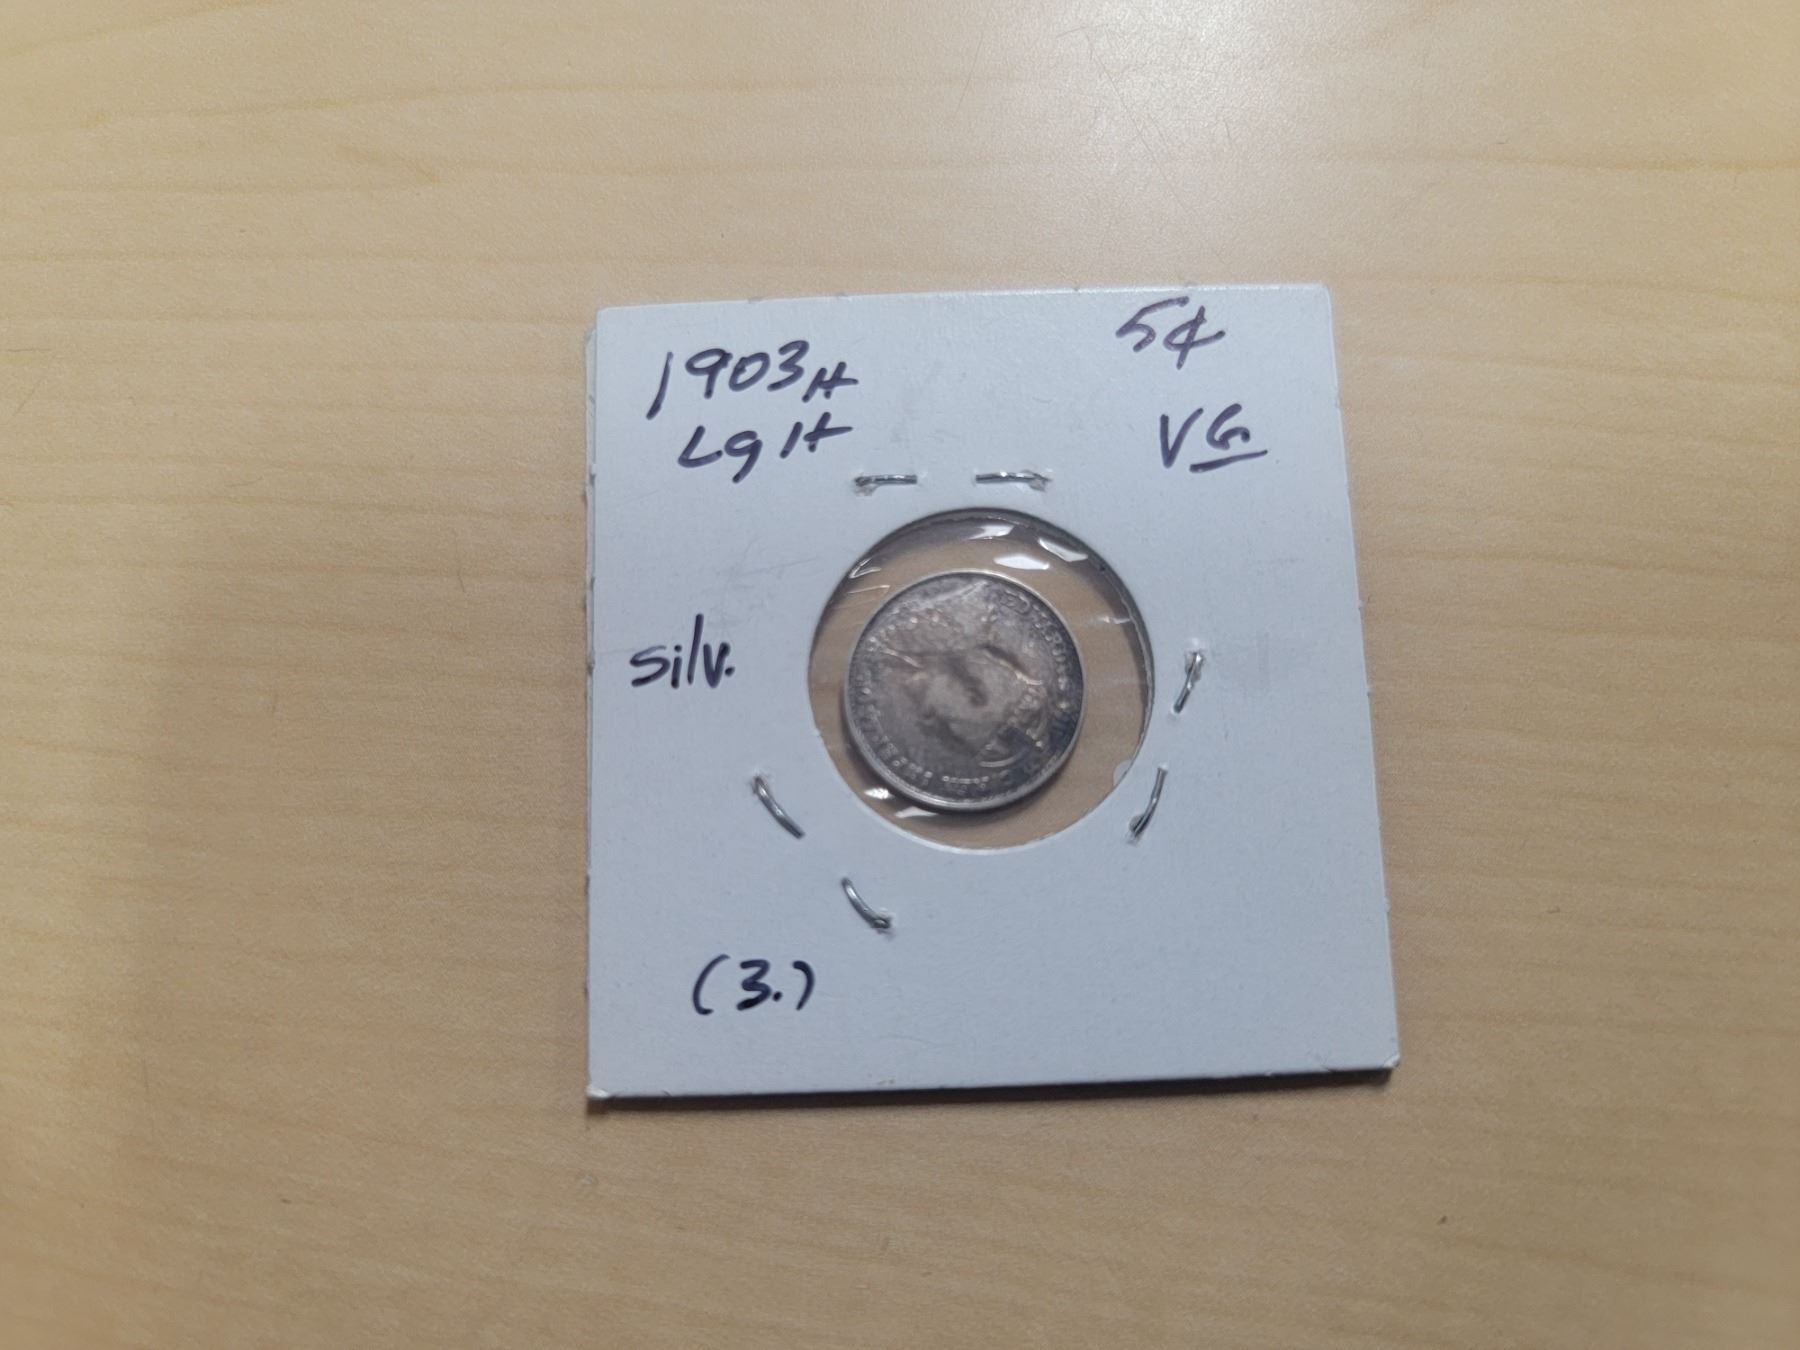 1903H
Lg H
5¢
VG
silv.
(3.)